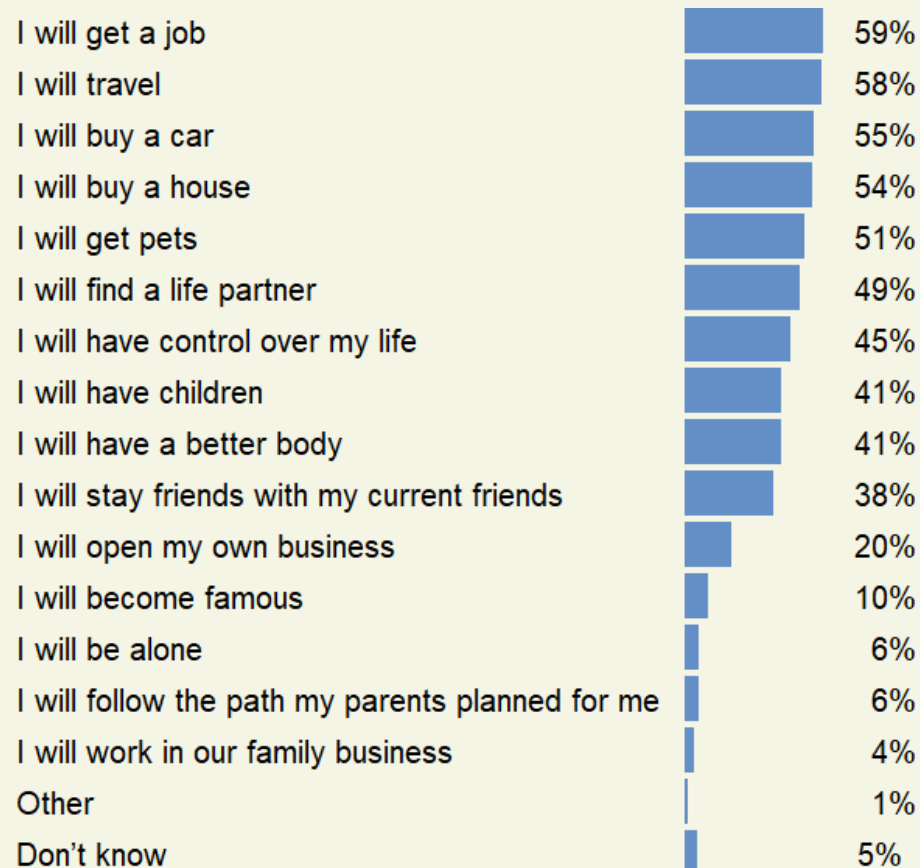 I will get a job 59%
I will travel 58%
I will buy a car 55%
I will buy a house 54%
I will get pets 51%
I will find a life partner 49%
I will have control over my life 45%
I will have children 41%
I will have a better body 41%
I will stay friends with my current friends 38%
I will open my own business 20%
I will become famous 10%
I will be alone 6%
I will follow the path my parents planned for me 6%
I will work in our family business 4%
Other 1%
Don’t know 5%